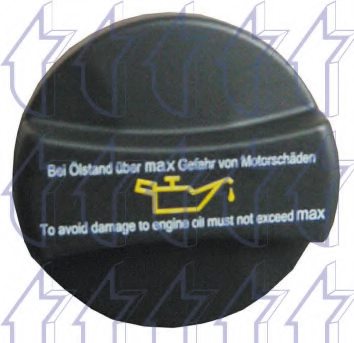 Bei Ölstand über max Gefahr von Motorschäden
To avoid damage to engine oil must not exceed max